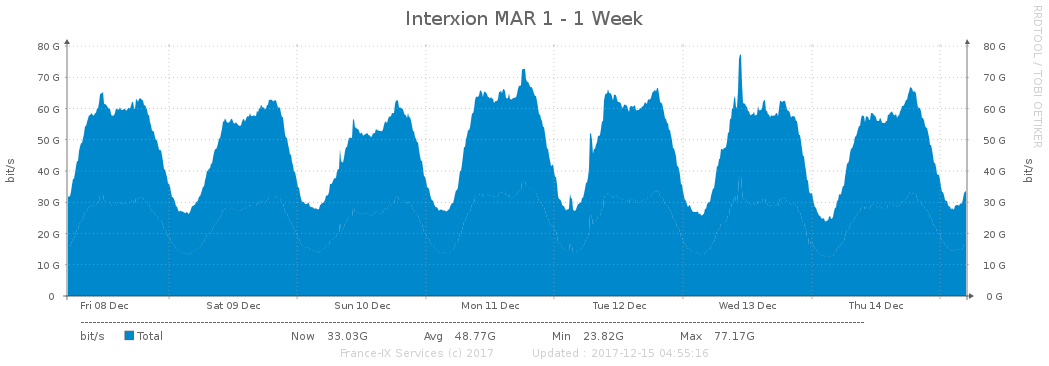 Interxion MAR 1 - 1 Week
RRDTOOL / TOBI OETIKER
bit/s
80 G 80 G
70 G 70 G
60 G 60 G
50 G 50 G
40 G 40 G
30 G 30 G
20 G 20 G
10 G 10 G
0 0 G
bit/s
Fri 08 Dec Sat 09 Dec Sun 10 Dec Mon 11 Dec Tue 12 Dec Wed 13 Dec Thu 14 Dec
bit/s Total Now 33.03G Avg 48.77G Min 23.82G Max 77.17G
France-IX Services (c) 2017 Updated : 2017-12-15 04:55:16